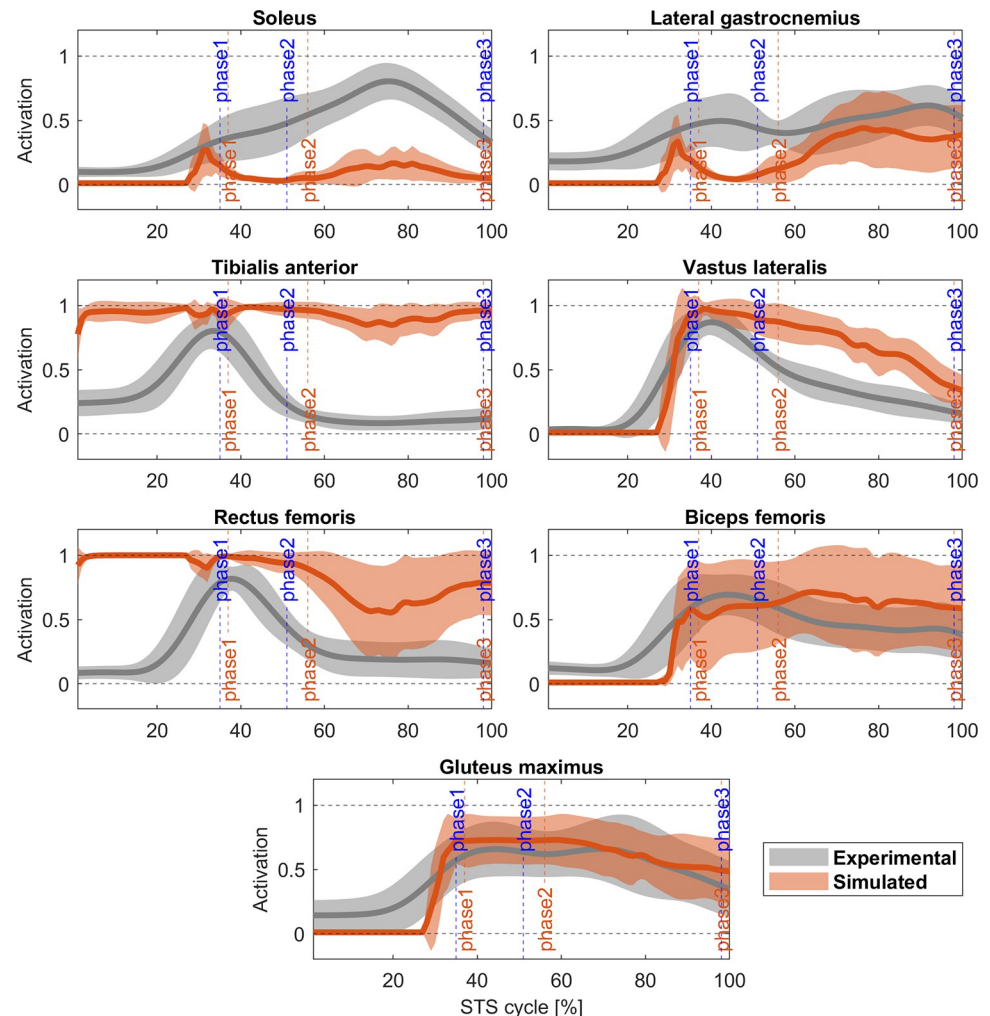 Soleus
Lateral gastrocnemius
Activation
1
0.5
0
phase1
phase2
phase3
phase1
phase2
phase3
20 40 60 80 100
1
0.5
0
phase1
phase2
phase3
phase1
phase2
phase3
20 40 60 80 100
Tibialis anterior
Vastus lateralis
Activation
1
0.5
0
phase1
phase2
phase3
phase1
phase2
phase3
20 40 60 80 100
1
0.5
0
phase1
phase2
phase3
phase1
phase2
phase3
20 40 60 80 100
Rectus femoris
Biceps femoris
Activation
1
0.5
0
phase1
phase2
phase3
phase1
phase2
phase3
20 40 60 80 100
1
0.5
0
phase1
phase2
phase3
phase1
phase2
phase3
20 40 60 80 100
Gluteus maximus
Activation
1
0.5
0
phase1
phase2
phase3
phase1
phase2
phase3
20 40 60 80 100
STS cycle [%]
Experimental
Simulated